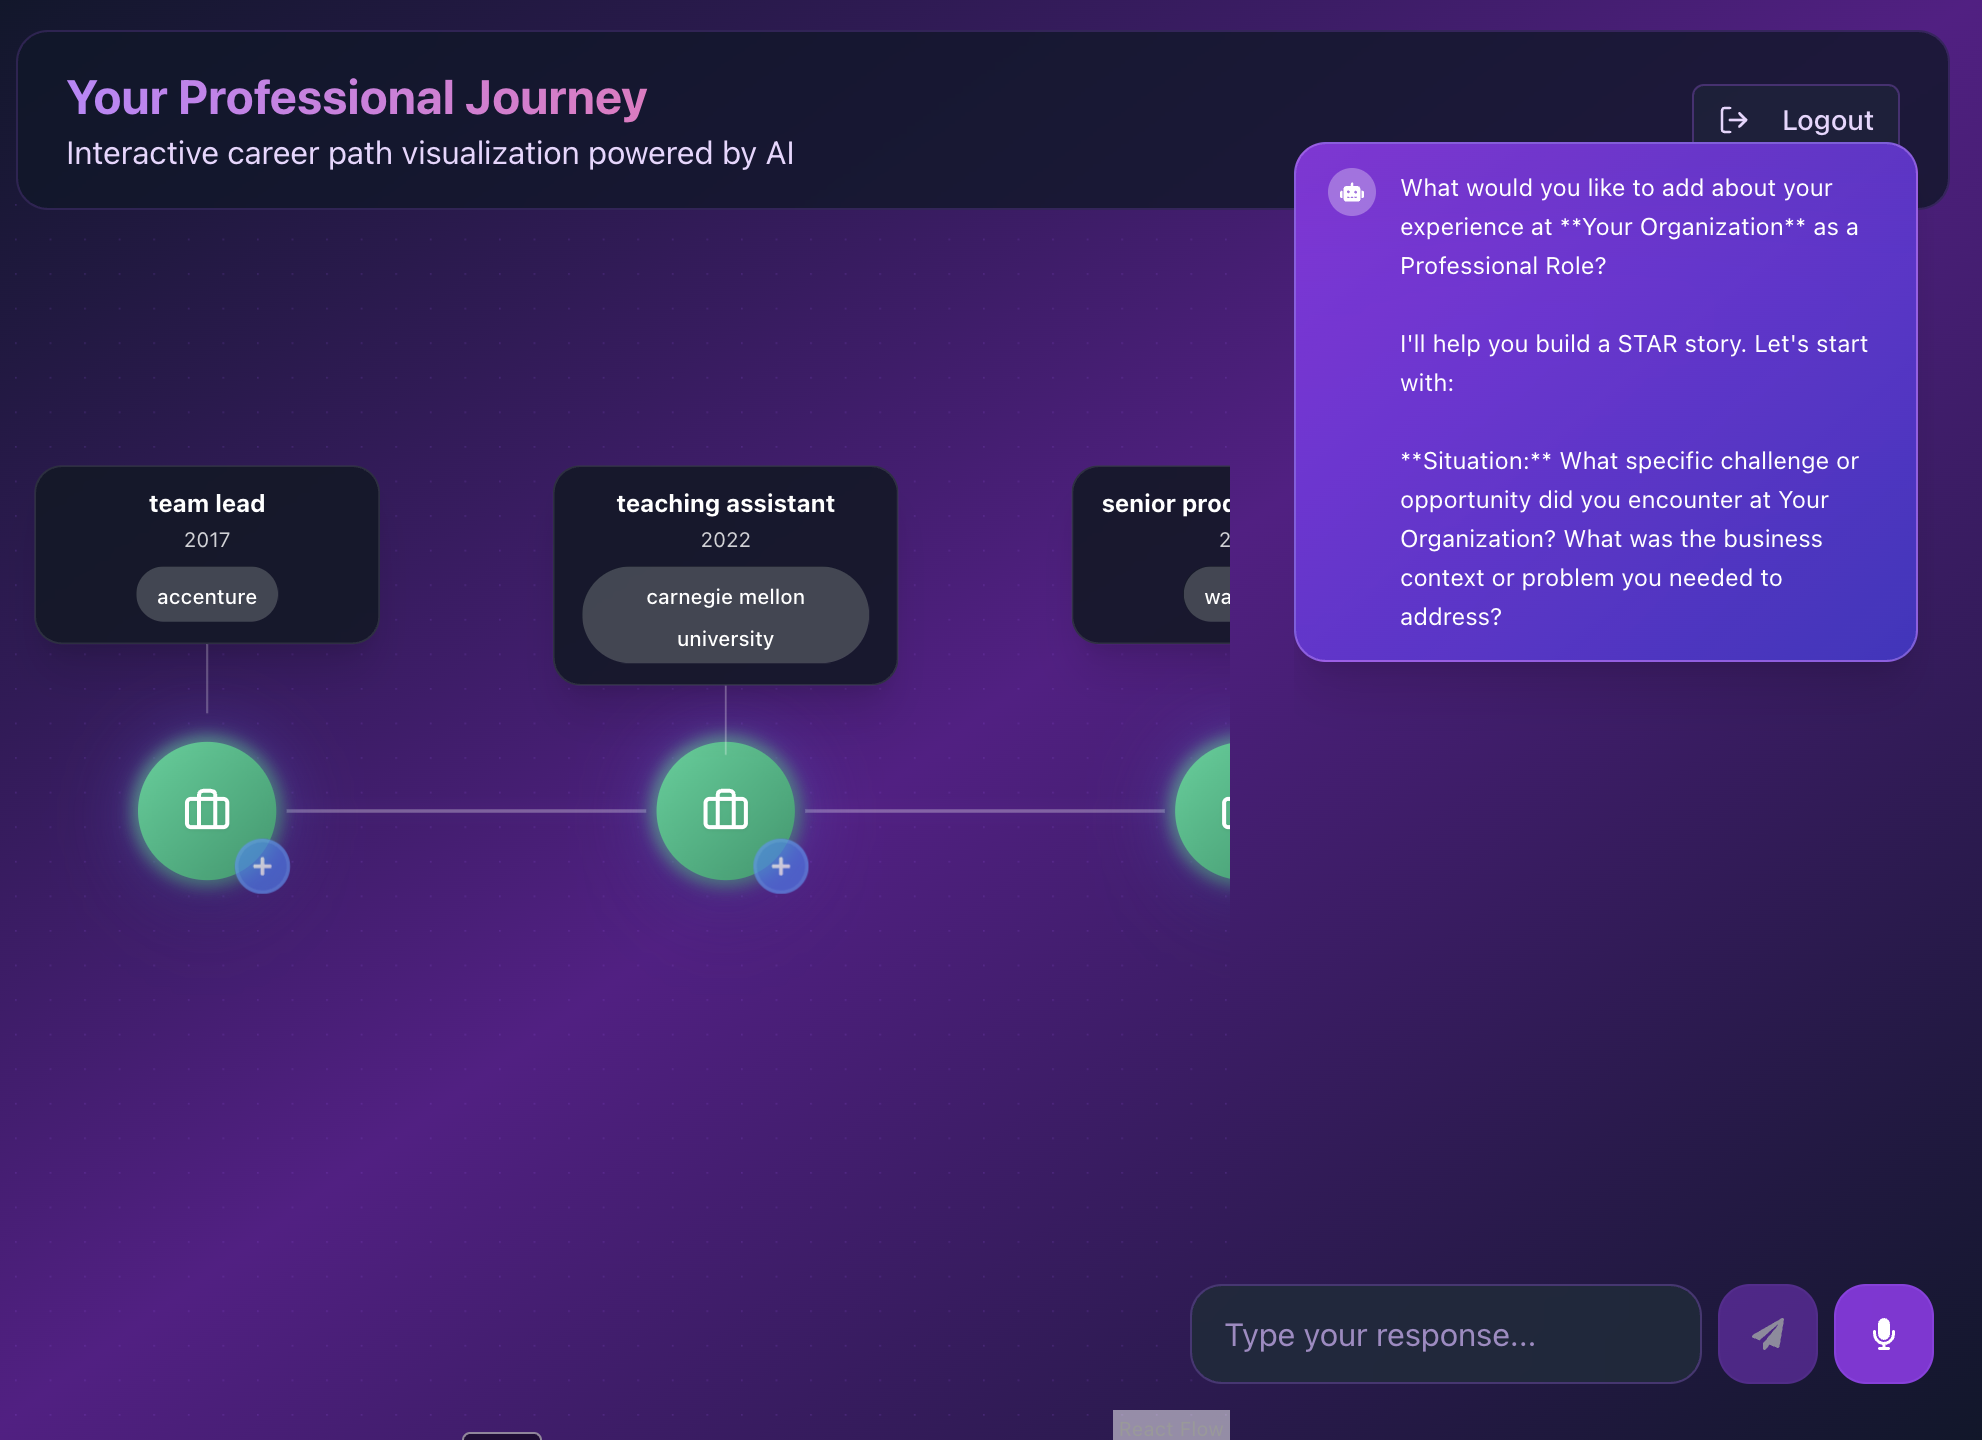 Your Professional Journey
Interactive career path visualization powered by AI
Logout
What would you like to add about your
experience at **Your Organization** as a
Professional Role?
I'll help you build a STAR story. Let's start
with:
**Situation:** What specific challenge or
opportunity did you encounter at Your
Organization? What was the business
context or problem you needed to
address?
team lead
2017
accenture
teaching assistant
2022
carnegie mellon
university
senior
Type your response...
React Flow